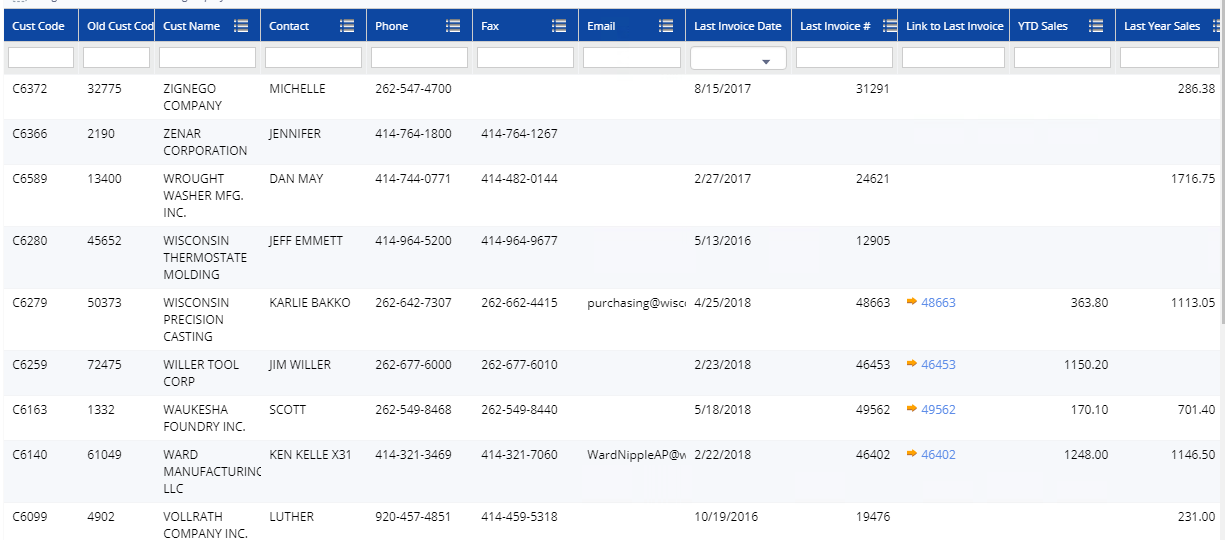 Cust Code Old Cust Cod Cust Name Contact Phone Fax Email Last Invoice Date Last Invoice # Link to Last Invoice YTD Sales Last Year Sales
C6372 32775 ZIGNEGO MICHELLE 262-547-4700 8/15/2017 31291 286.38
COMPANY
C6366 2190 ZENAR JENNIFER 414-764-1800 414-764-1267
CORPORATION
C6589 13400 WROUGHT DAN MAY 414-744-0771 414-482-0144 2/27/2017 24621 1716.75
WASHER MFG.
INC.
C6280 45652 WISCONSIN JEFF EMMETT 414-964-5200 414-964-9677 5/13/2016 12905
THERMOSTATE
MOLDING
C6279 50373 WISCONSIN KARLIE BAKKO 262-642-7307 262-662-4415 purchasing@wisc 4/25/2018 48663 48663 363.80 1113.05
PRECISION
CASTING
C6259 72475 WILLER TOOL JIM WILLER 262-677-6000 262-677-6010 2/23/2018 46453 46453 1150.20
CORP
C6163 1332 WAUKESHA SCOTT 262-549-8468 262-549-8440 5/18/2018 49562 49562 170.10 701.40
FOUNDRY INC.
C6140 61049 WARD KEN KELLE X31 414-321-3469 414-321-7060 WardNippleAP@w 2/22/2018 46402 46402 1248.00 1146.50
MANUFACTURING
LLC
C6099 4902 VOLLRATH LUTHER 920-457-4851 414-459-5318 10/19/2016 19476 231.00
COMPANY INC.